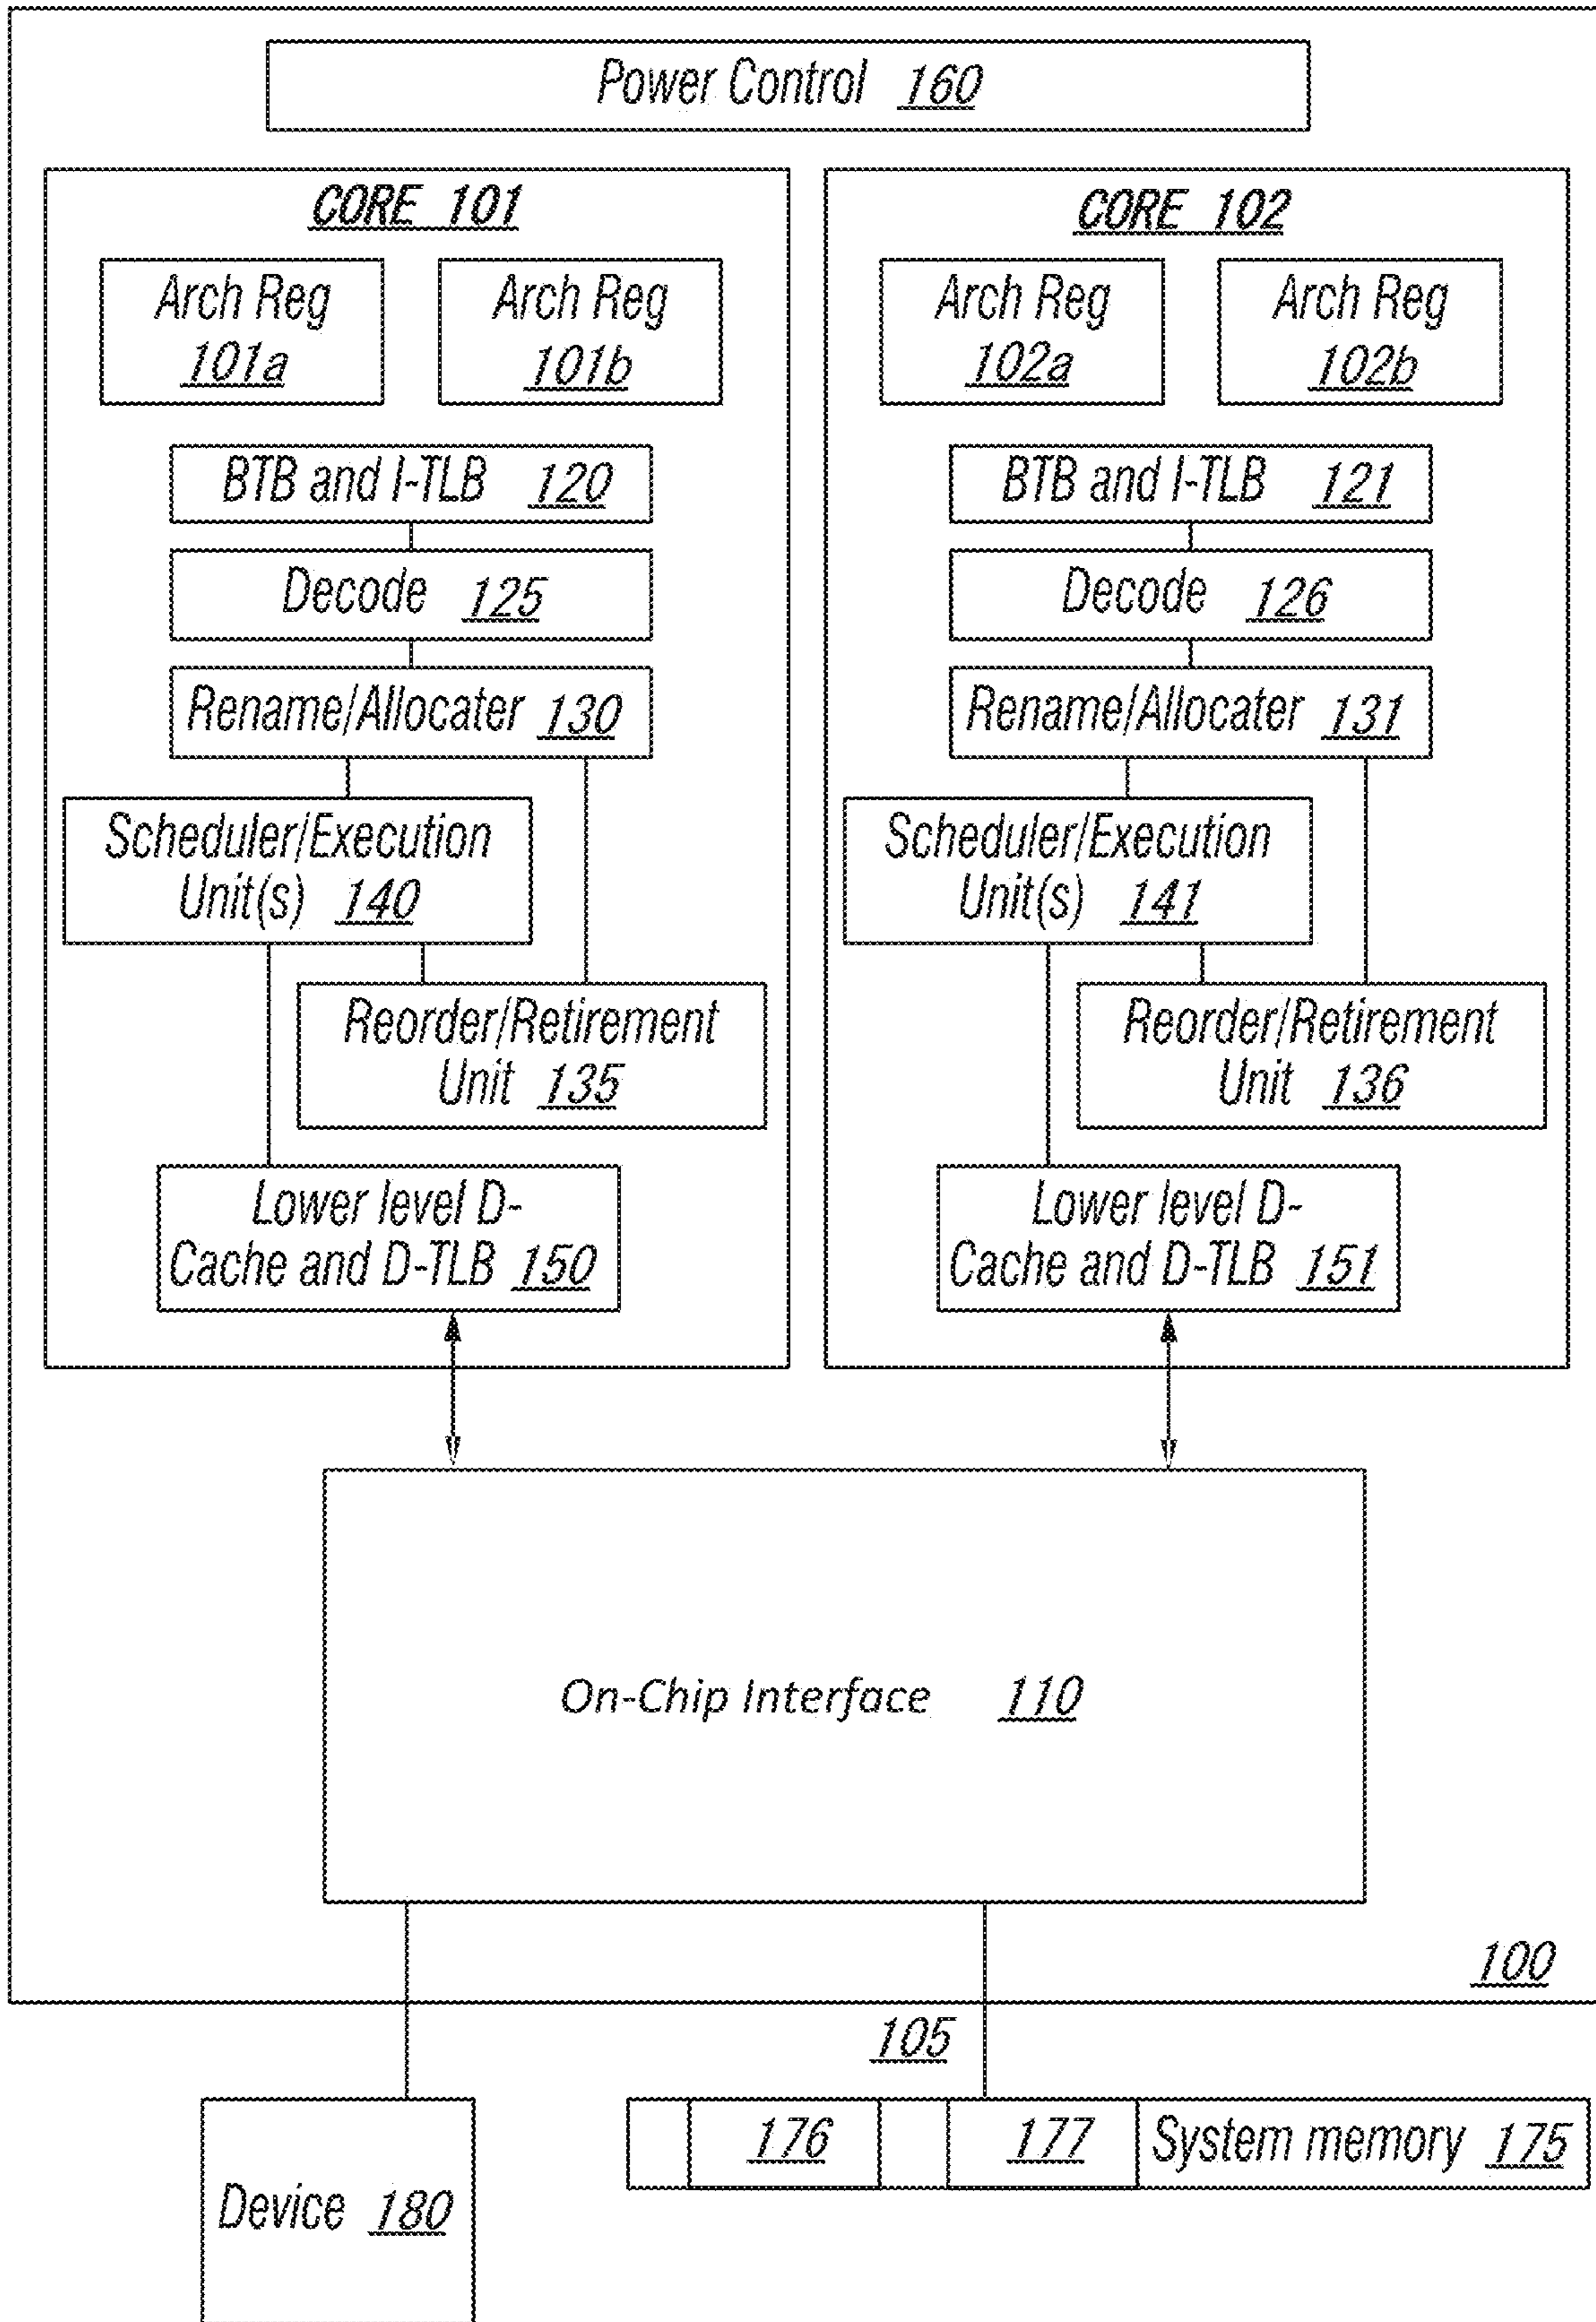 Power Control 160
CORE 101
Arch Reg
101a
Arch Reg
101b
BTB and I-TLB 120
Decode 125
Rename/Allocater 130
Scheduler/Execution
Unit(s) 140
Reorder/Retirement
Unit 135
Lower level D-
Cache and D-TLB 150
CORE 102
Arch Reg
102a
Arch Reg
102b
BTB and I-TLB 121
Decode 126
Rename/Allocater 131
Scheduler/Execution
Unit(s) 141
Reorder/Retirement
Unit 136
Lower level D-
Cache and D-TLB 151
On-Chip Interface 110
100
105
176
177
System memory 175
Device 180